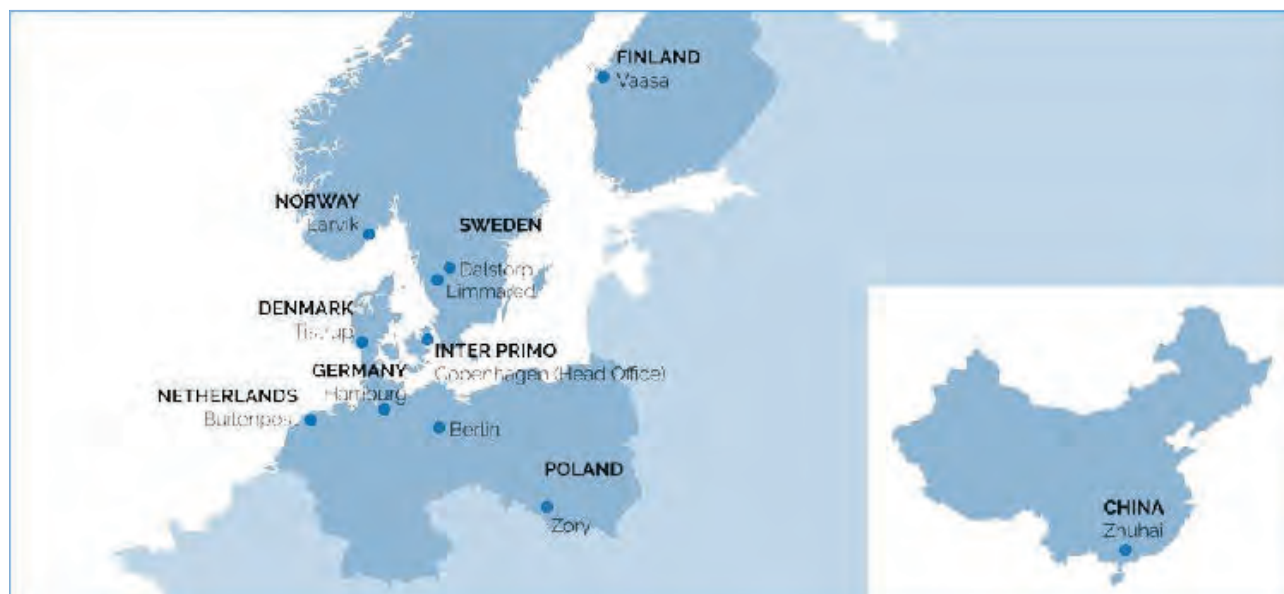 FINLAND
Vaasa
NORWAY
Larvik
SWEDEN
Dalstorp
Limmared
DENMARK
Tistrup
INTER PRIMO
Copenhagen (Head Office)
GERMANY
Hamburg
NETHERLANDS
Buitenpost
Berlin
POLAND
Zory
CHINA
Zhuhai